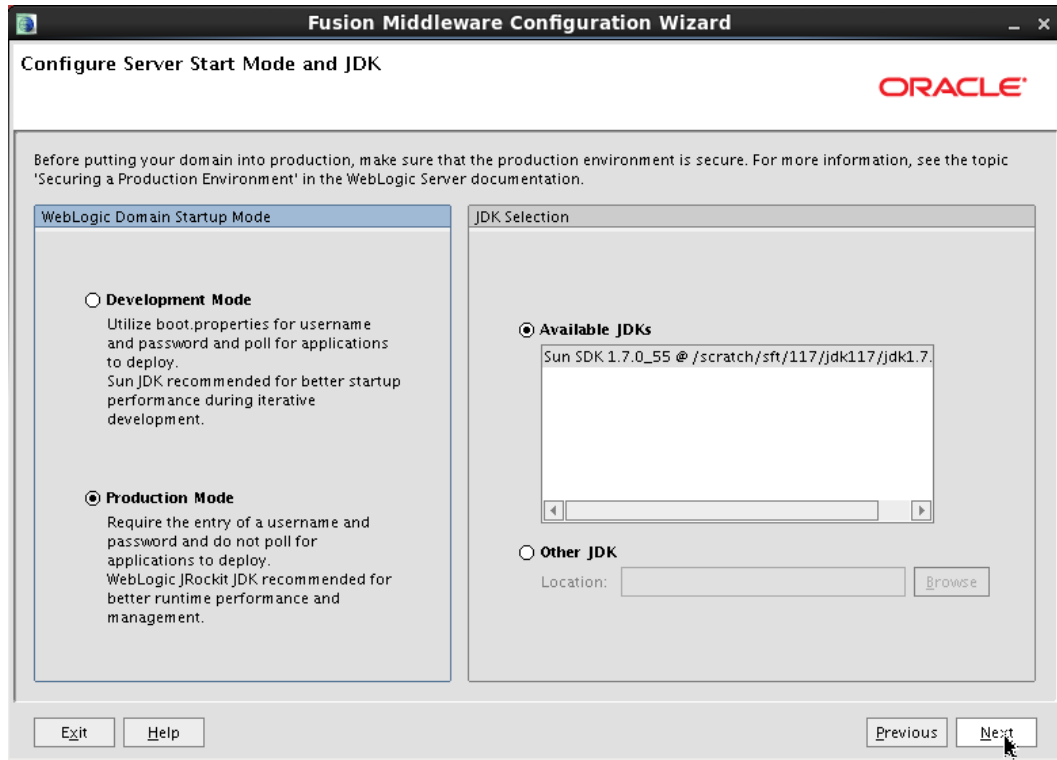 Fusion Middleware Configuration Wizard
Configure Server Start Mode and JDK
ORACLE
Before putting your domain into production, make sure that the production environment is secure. For more information, see the topic
'Securing a Production Environment' in the WebLogic Server documentation.
WebLogic Domain Startup Mode
Development Mode
Utilize boot.properties for username
and password and poll for applications
to deploy.
Sun JDK recommended for better startup
performance during iterative
development.
Production Mode
Require the entry of a username and
password and do not poll for
applications to deploy.
WebLogic JRockit JDK recommended for
better runtime performance and
management.
JDK Selection
Available JDKs
Sun SDK 1.7.0_55 @ /scratch/sft/117/jdk117/jdk1.7.
Other JDK
Location:
Browse
Exit
Help
Previous
Next